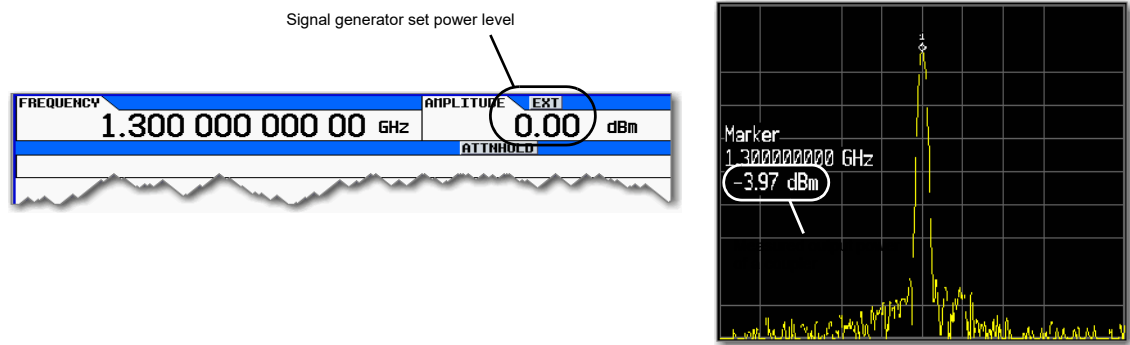 Signal generator set power level
FREQUENCY
1.300 000 000 00 GHz
AMPLITUDE EXT
0.00 dBm
ATTNHOLD
1
Marker
1.300000000 GHz
-3.97 dBm